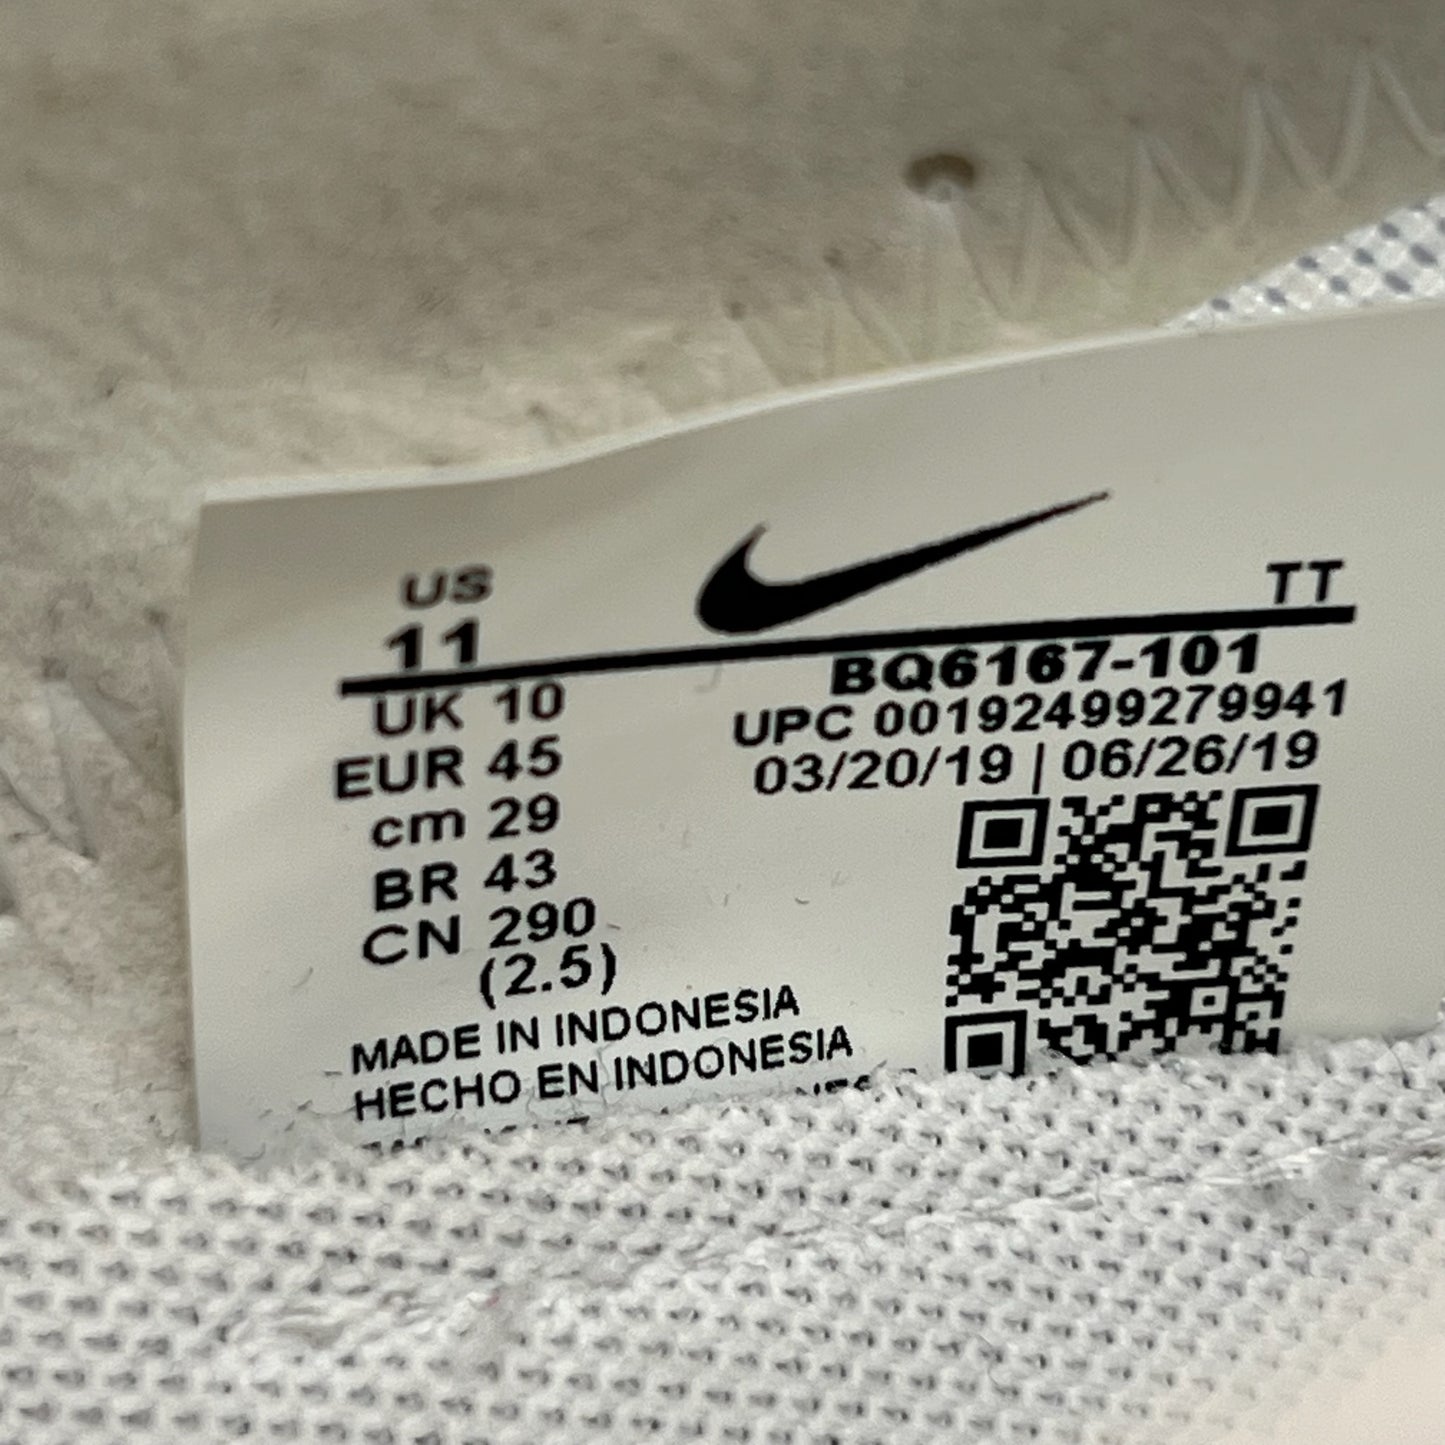 US
11
TT
UK 10
EUR 45
cm 29
BR 43
CN 290
(2.5)
BQ6167-101
UPC 00192499279941
03/20/19 | 06/26/19
MADE IN INDONESIA
HECHO EN INDONESIA